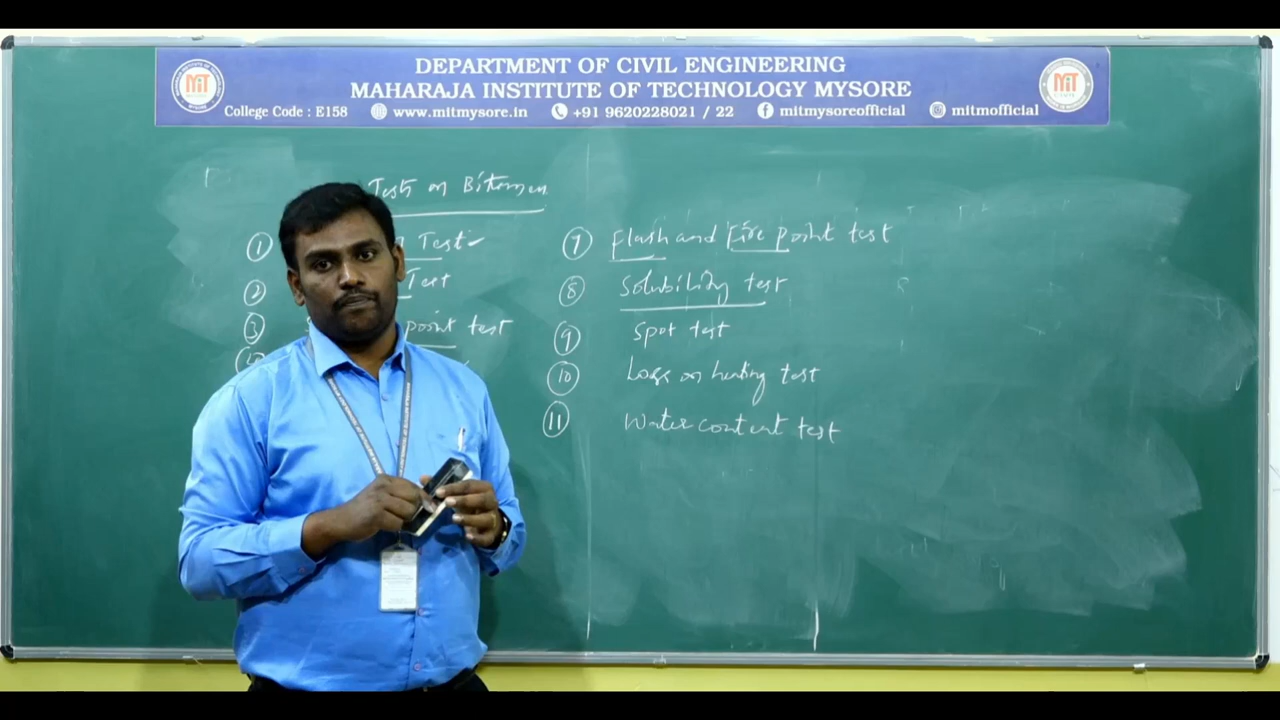 DEPARTMENT OF CIVIL ENGINEERING
MAHARAJA INSTITUTE OF TECHNOLOGY MYSORE
College Code : E158 www.mitmysore.in +91 9620228021 / 22 mitmysoreofficial mitmofficial
MIT
MIT
Tests on Bitumen
1 Test
2 Test
3 point test
7 Flash and Fire point test
8 Solubility test
9 Spot test
10 Loss on heating test
11 Water content test